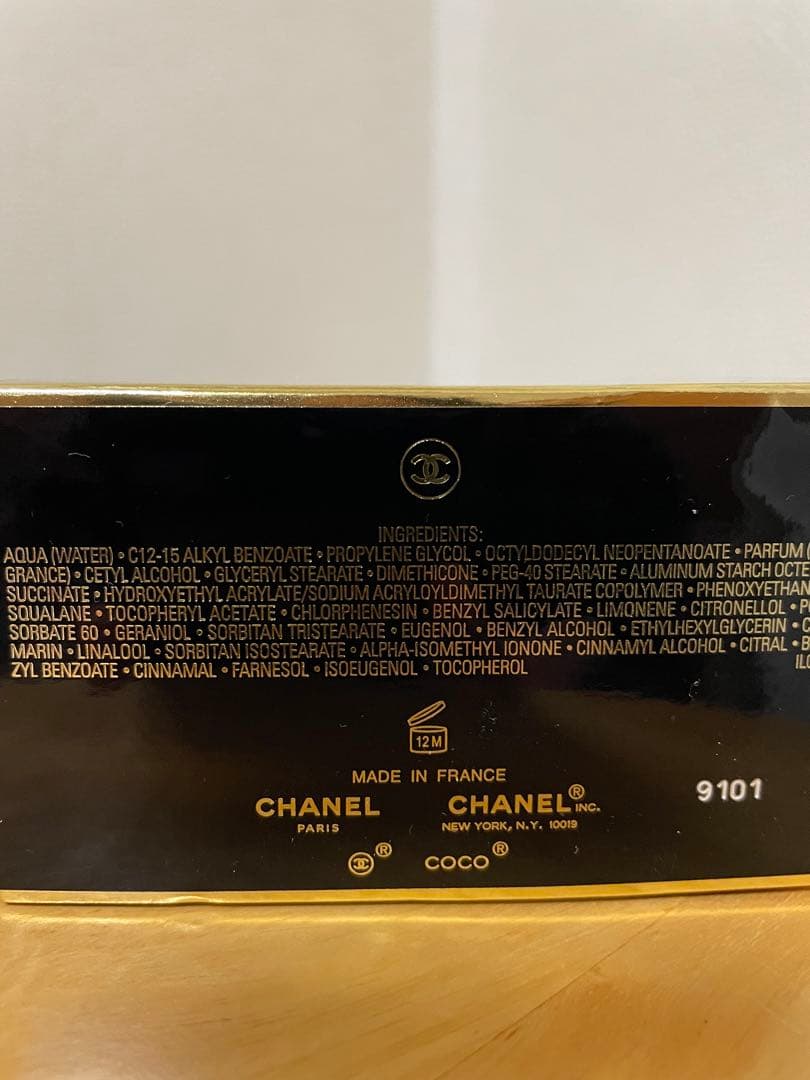 INGREDIENTS:
AQUA (WATER) • C12-15 ALKYL BENZOATE • PROPYLENE GLYCOL • OCTYLDODECYL NEOPENTANOATE • PARFUM (
GRANCE) • CETYL ALCOHOL • GLYCERYL STEARATE • DIMETHICONE • PEG-40 STEARATE • ALUMINUM STARCH OCTE
SUCCINATE • HYDROXYETHYL ACRYLATE/SODIUM ACRYLOYLDIMETHYL TAURATE COPOLYMER • PHENOXYETHAN
SQUALANE • TOCOPHERYL ACETATE • CHLORPHENESIN • BENZYL SALICYLATE • LIMONENE • CITRONELLOL •
SORBATE 60 • GERANIOL • SORBITAN TRISTEARATE • EUGENOL • BENZYL ALCOHOL • ETHYLHEXYLGLYCERIN • C
MARIN • LINALOOL • SORBITAN ISOSTEARATE • ALPHA-ISOMETHYL IONONE • CINNAMYL ALCOHOL • CITRAL • B
ZYL BENZOATE • CINNAMAL • FARNESOL • ISOEUGENOL • TOCOPHEROL IL
12 M
MADE IN FRANCE
CHANEL CHANEL® INC.
PARIS NEW YORK, N.Y. 10019
9101
® COCO®